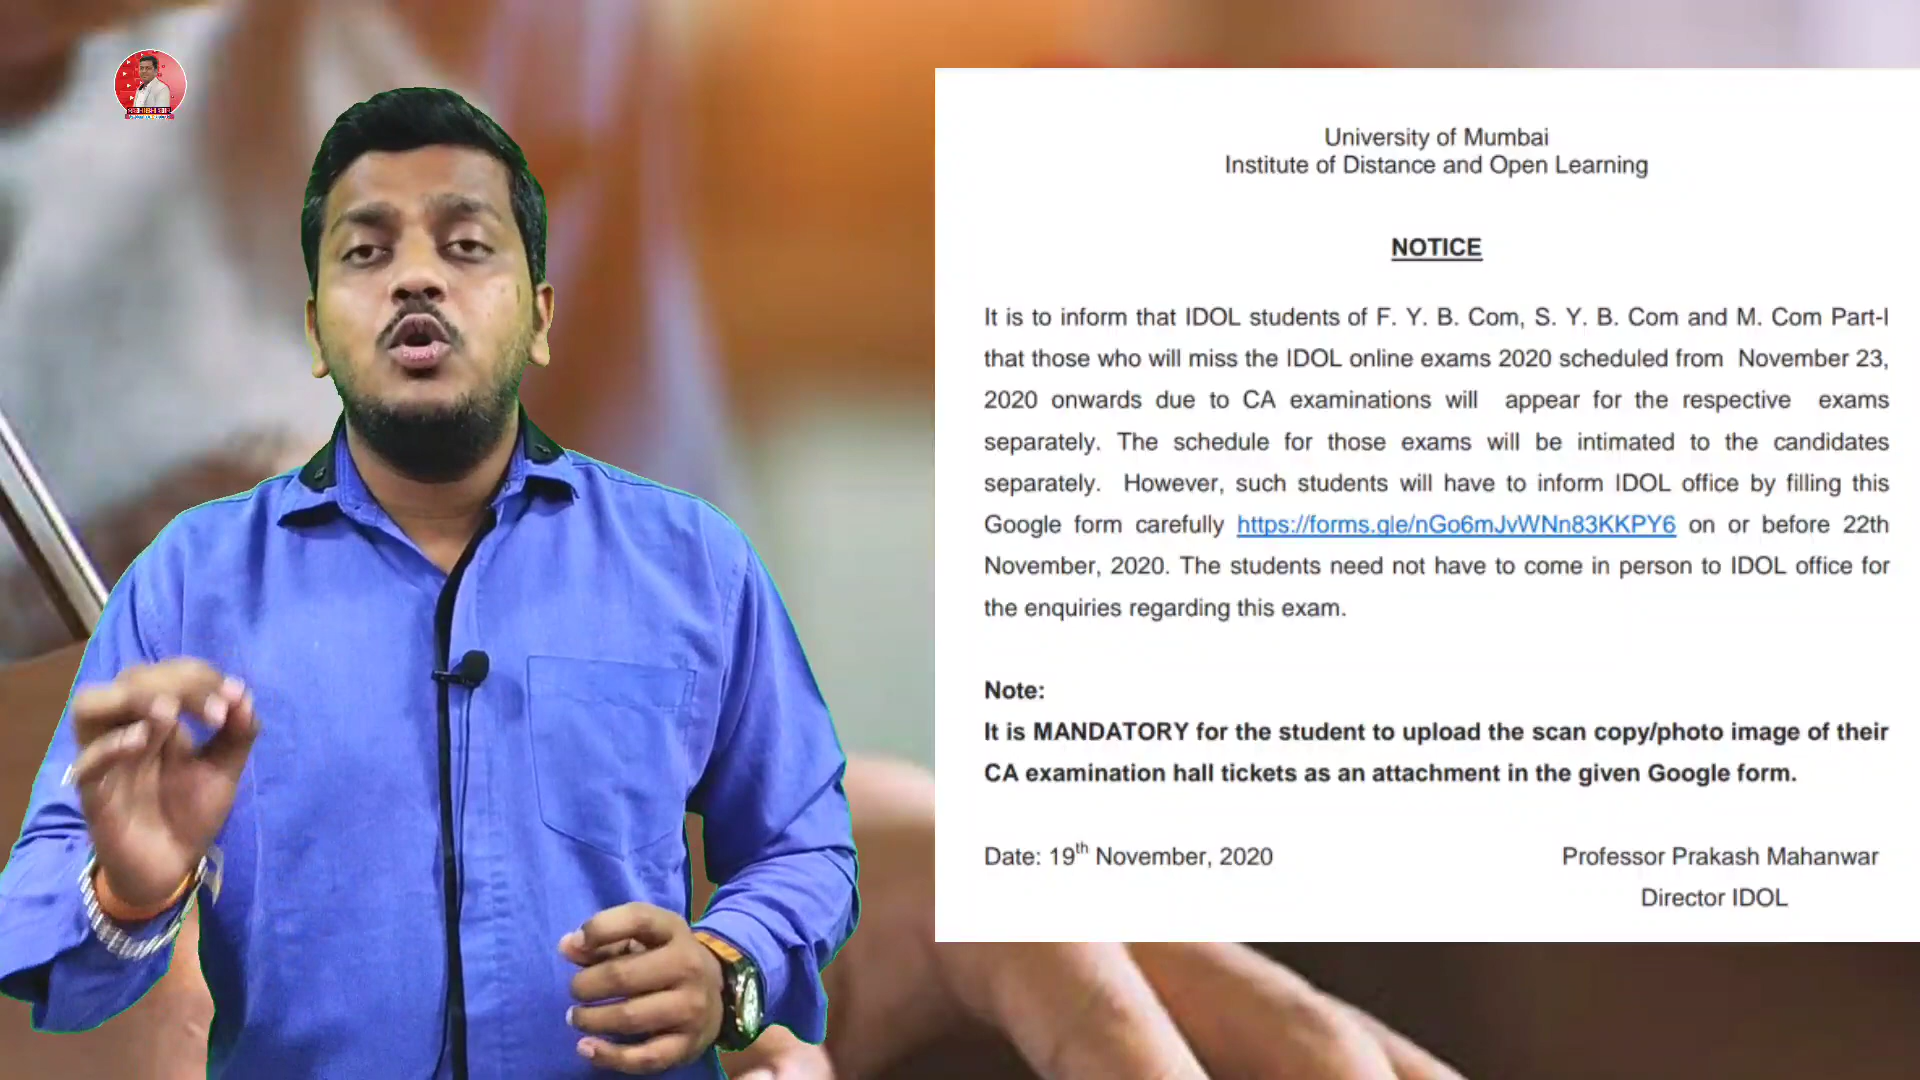 University of Mumbai
Institute of Distance and Open Learning
NOTICE
It is to inform that IDOL students of F. Y. B. Com, S. Y. B. Com and M. Com Part-I
that those who will miss the IDOL online exams 2020 scheduled from November 23,
2020 onwards due to CA examinations will appear for the respective exams
separately. The schedule for those exams will be intimated to the candidates
separately. However, such students will have to inform IDOL office by filling this
Google form carefully https://forms.gle/nGo6mJvWNn83KKPY6 on or before 22th
November, 2020. The students need not have to come in person to IDOL office for
the enquiries regarding this exam.
Note:
It is MANDATORY for the student to upload the scan copy/photo image of their
CA examination hall tickets as an attachment in the given Google form.
Date: 19th November, 2020
Professor Prakash Mahanwar
Director IDOL